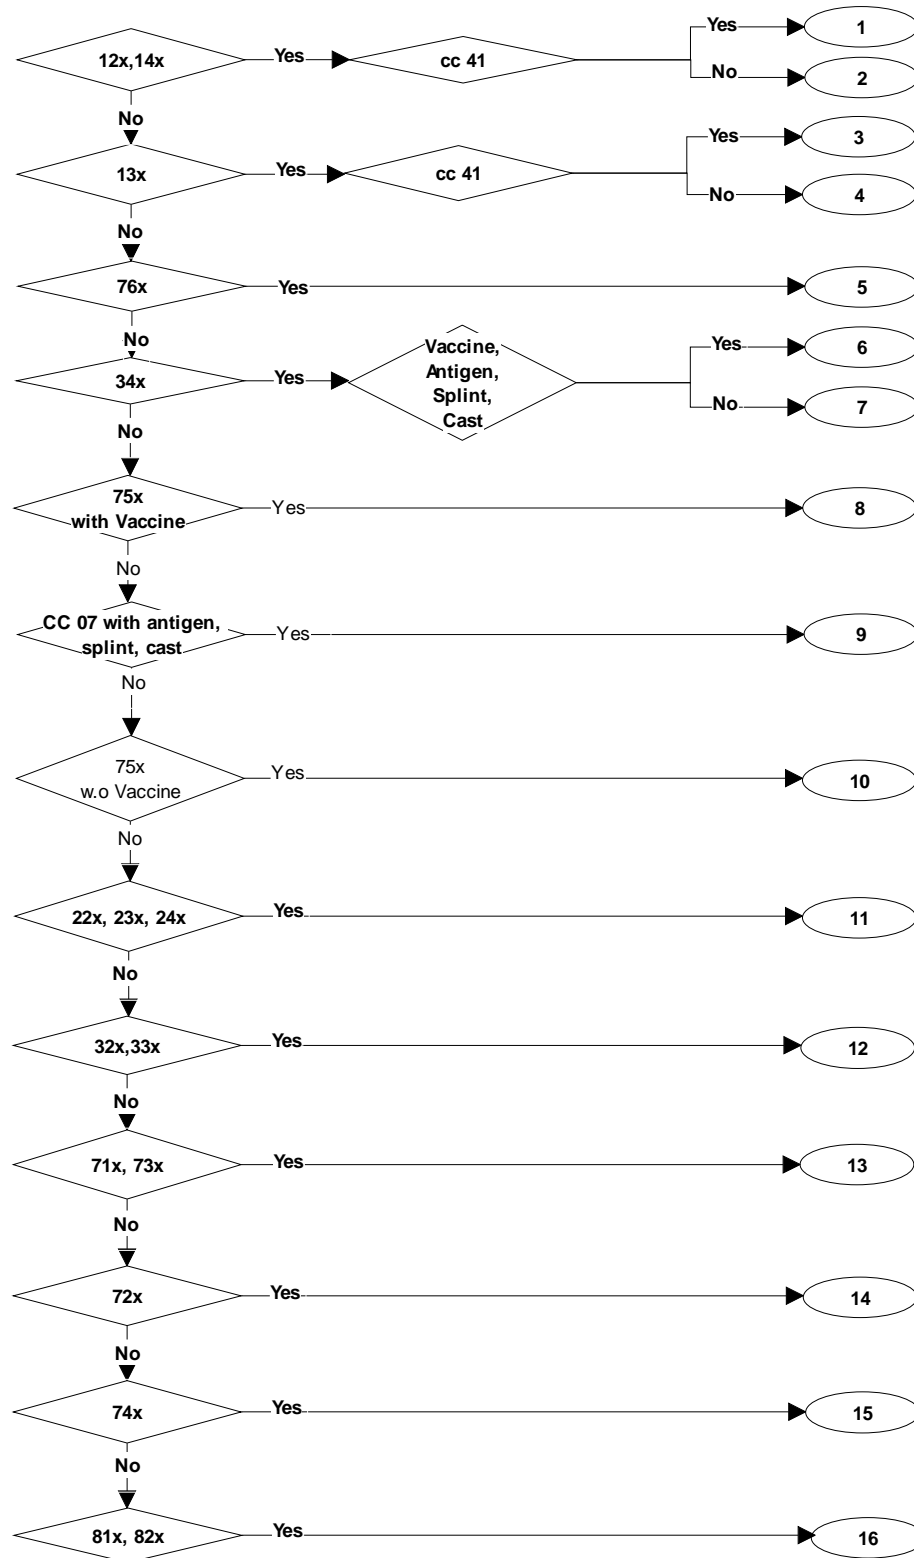 12x,14x
Yes
cc 41
Yes
1
No
2
No
13x
Yes
cc 41
Yes
3
No
4
No
76x
Yes
5
No
34x
Yes
Vaccine,
Antigen,
Splint,
Cast
Yes
6
No
7
No
75x
with Vaccine
Yes
8
No
CC 07 with antigen,
splint, cast
Yes
9
No
75x
w.o Vaccine
Yes
10
No
22x, 23x, 24x
Yes
11
No
32x,33x
Yes
12
No
71x, 73x
Yes
13
No
72x
Yes
14
No
74x
Yes
15
No
81x, 82x
Yes
16